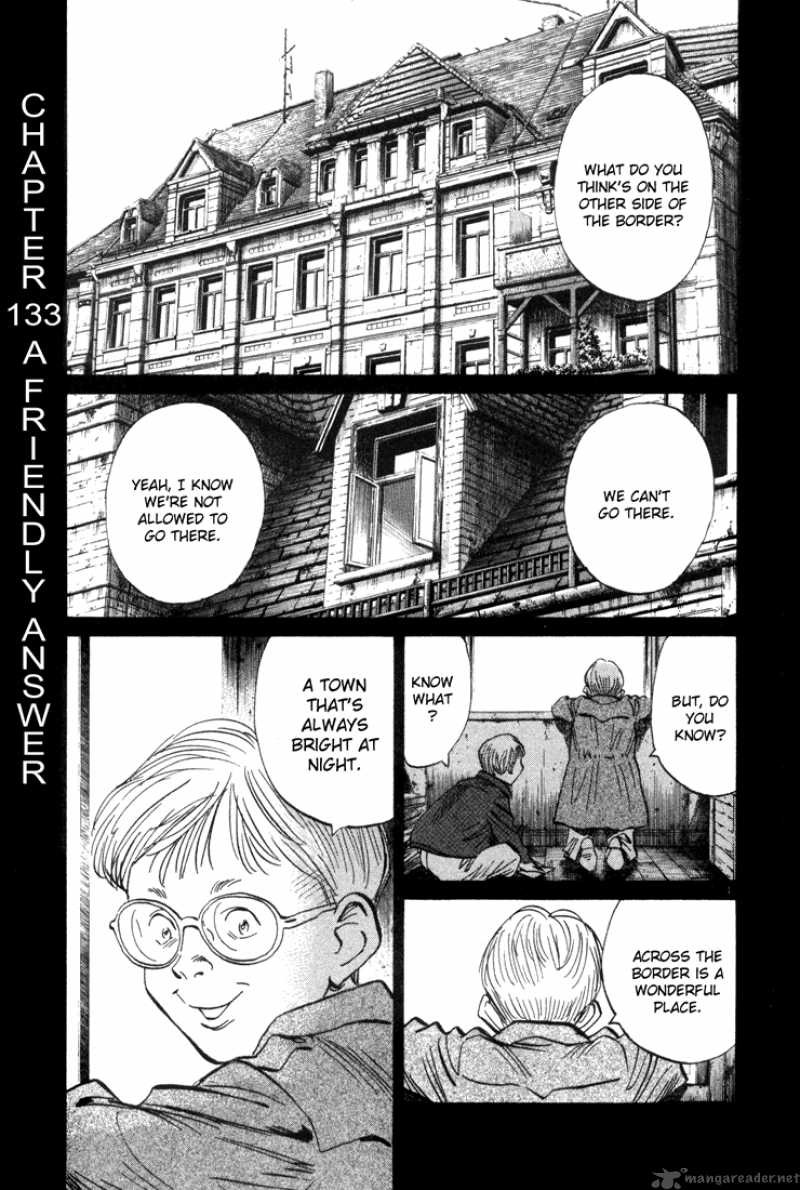 CHAPTER 133 A FRIENDLY ANSWER
WHAT DO YOU
THINK'S ON THE
OTHER SIDE OF
THE BORDER?
WE CAN'T
GO THERE.
YEAH, I KNOW
WE'RE NOT
ALLOWED TO
GO THERE.
BUT, DO
YOU
KNOW?
KNOW
WHAT
?
ACROSS THE
BORDER IS A
WONDERFUL
PLACE.
A TOWN
THAT'S
ALWAYS
BRIGHT AT
NIGHT.
mangareader.net